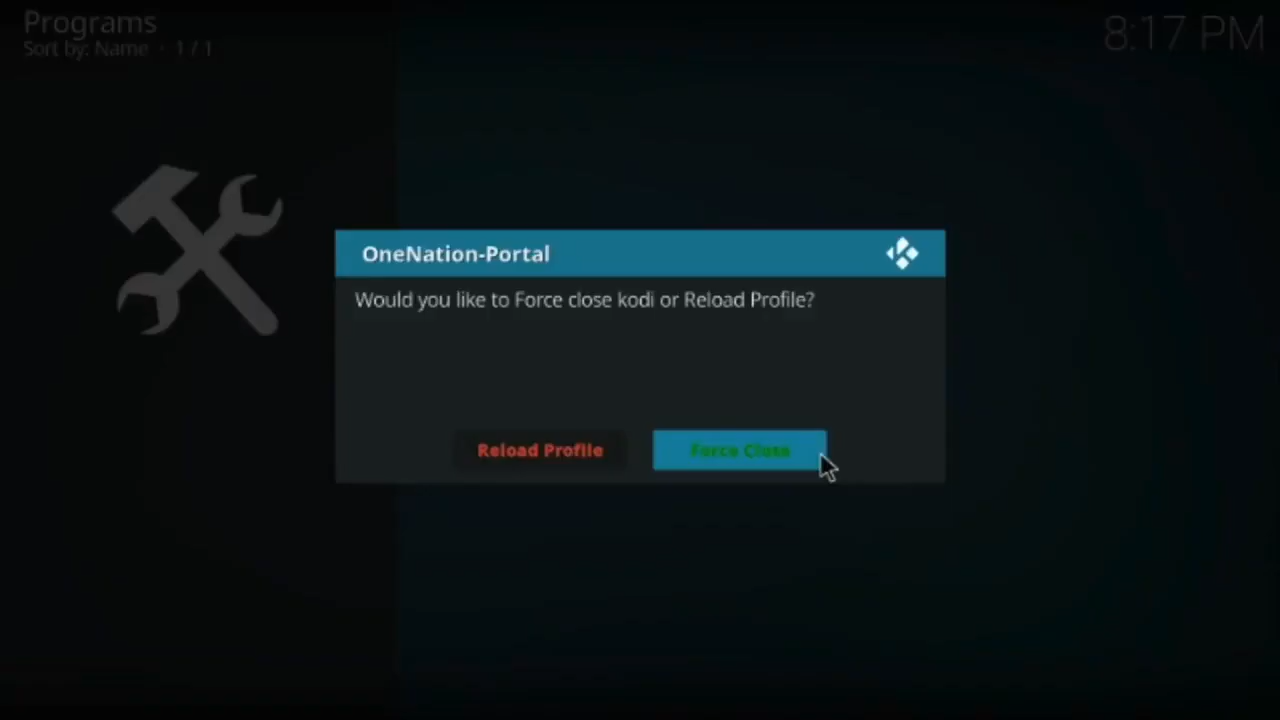 Programs
Sort by: Name · 1 / 1
8:17 PM
OneNation-Portal
Would you like to Force close kodi or Reload Profile?
Reload Profile
Force Close